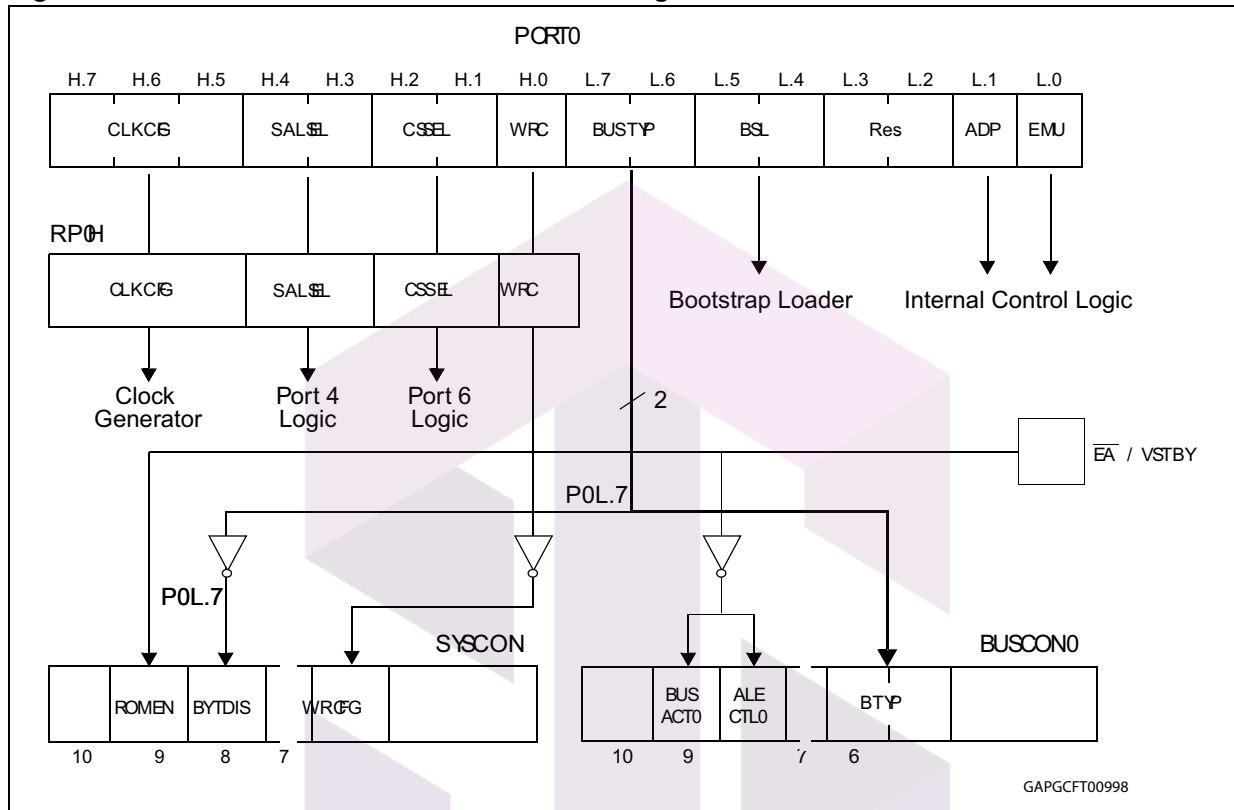 PORT0
H.7 H.6 H.5 H.4 H.3 H.2 H.1 H.0 L.7 L.6 L.5 L.4 L.3 L.2 L.1 L.0
CLKCFG SALSEL CSSEL WRC BUSTYP BSL Res. ADP EMU
RP0H
CLKCFG SALSEL CSSEL WRC
Bootstrap Loader Internal Control Logic
Clock Generator
Port 4 Logic
Port 6 Logic
2
EA / VSTBY
P0L.7
P0L.7
SYSCON BUSCON0
ROMEN BYTDIS WRCFG
BUS ACT0
ALE CTL0
BTYP
10 9 8 7 10 9 7 6
GAPGCFT00998